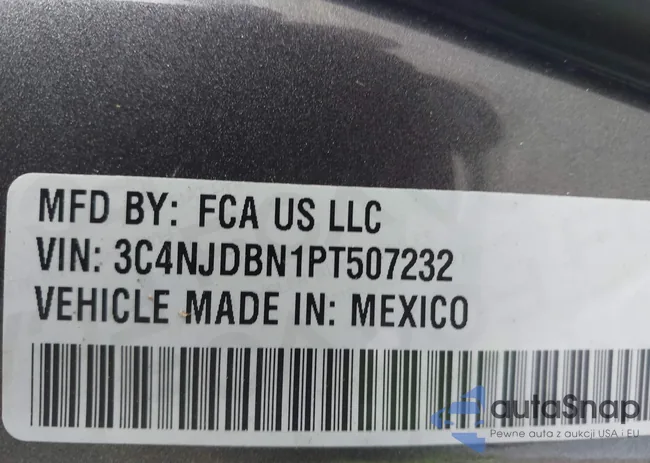 MFD BY: FCA US LLC
VIN: 3C4NJDBN1PT507232
VEHICLE MADE IN: MEXICO
autoSnap
Pewne auta z aukcji USA i EU